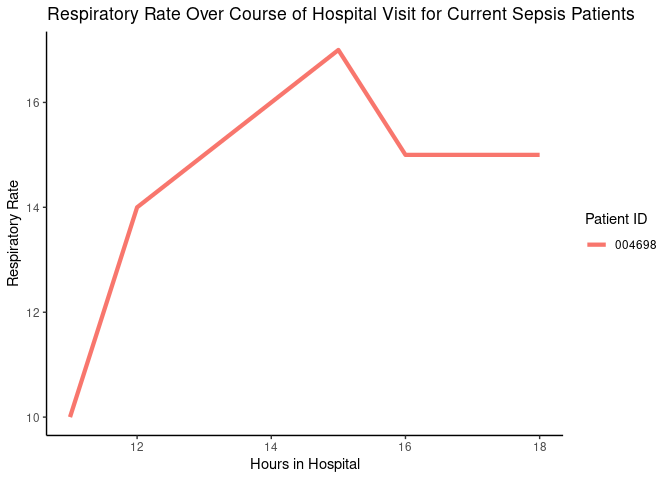 Respiratory Rate Over Course of Hospital Visit for Current Sepsis Patients
16
14
12
10
Respiratory Rate
12 14 16 18
Hours in Hospital
Patient ID
004698